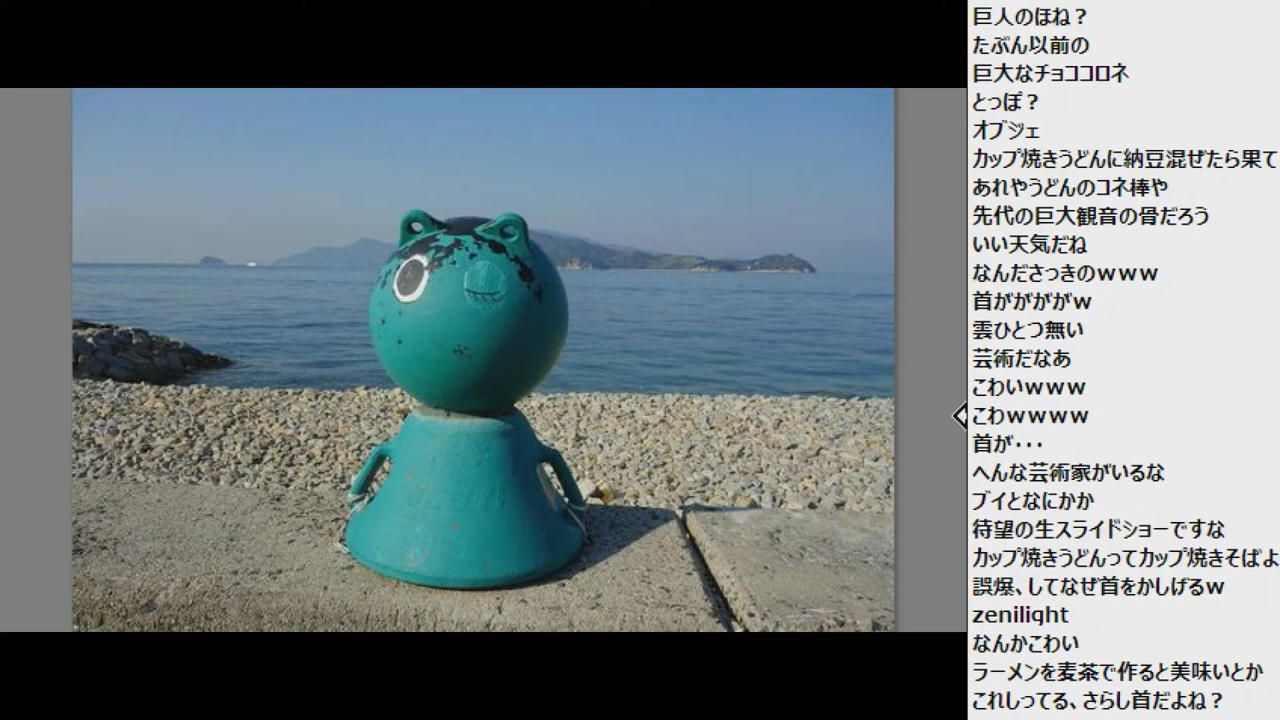 巨人のほね？
たぶん以前の
巨大なチョココロネ
とっぽ？
オブジェ
カップ焼きうどんに納豆混ぜたら果て
あれやうどんのコネ棒や
先代の巨大観音の骨だろう
いい天気だね
なんださっきのｗｗｗ
首がががががｗ
雲ひとつ無い
芸術だなあ
こわいｗｗｗ
こわｗｗｗｗ
首が･･･
へんな芸術家がいるな
ブイとなにかか
待望の生スライドショーですな
カップ焼きうどんってカップ焼きそばよ
誤爆、してなぜ首をかしげるｗ
zenilight
なんかこわい
ラーメンを麦茶で作ると美味いとか
これしってる、さらし首だよね？